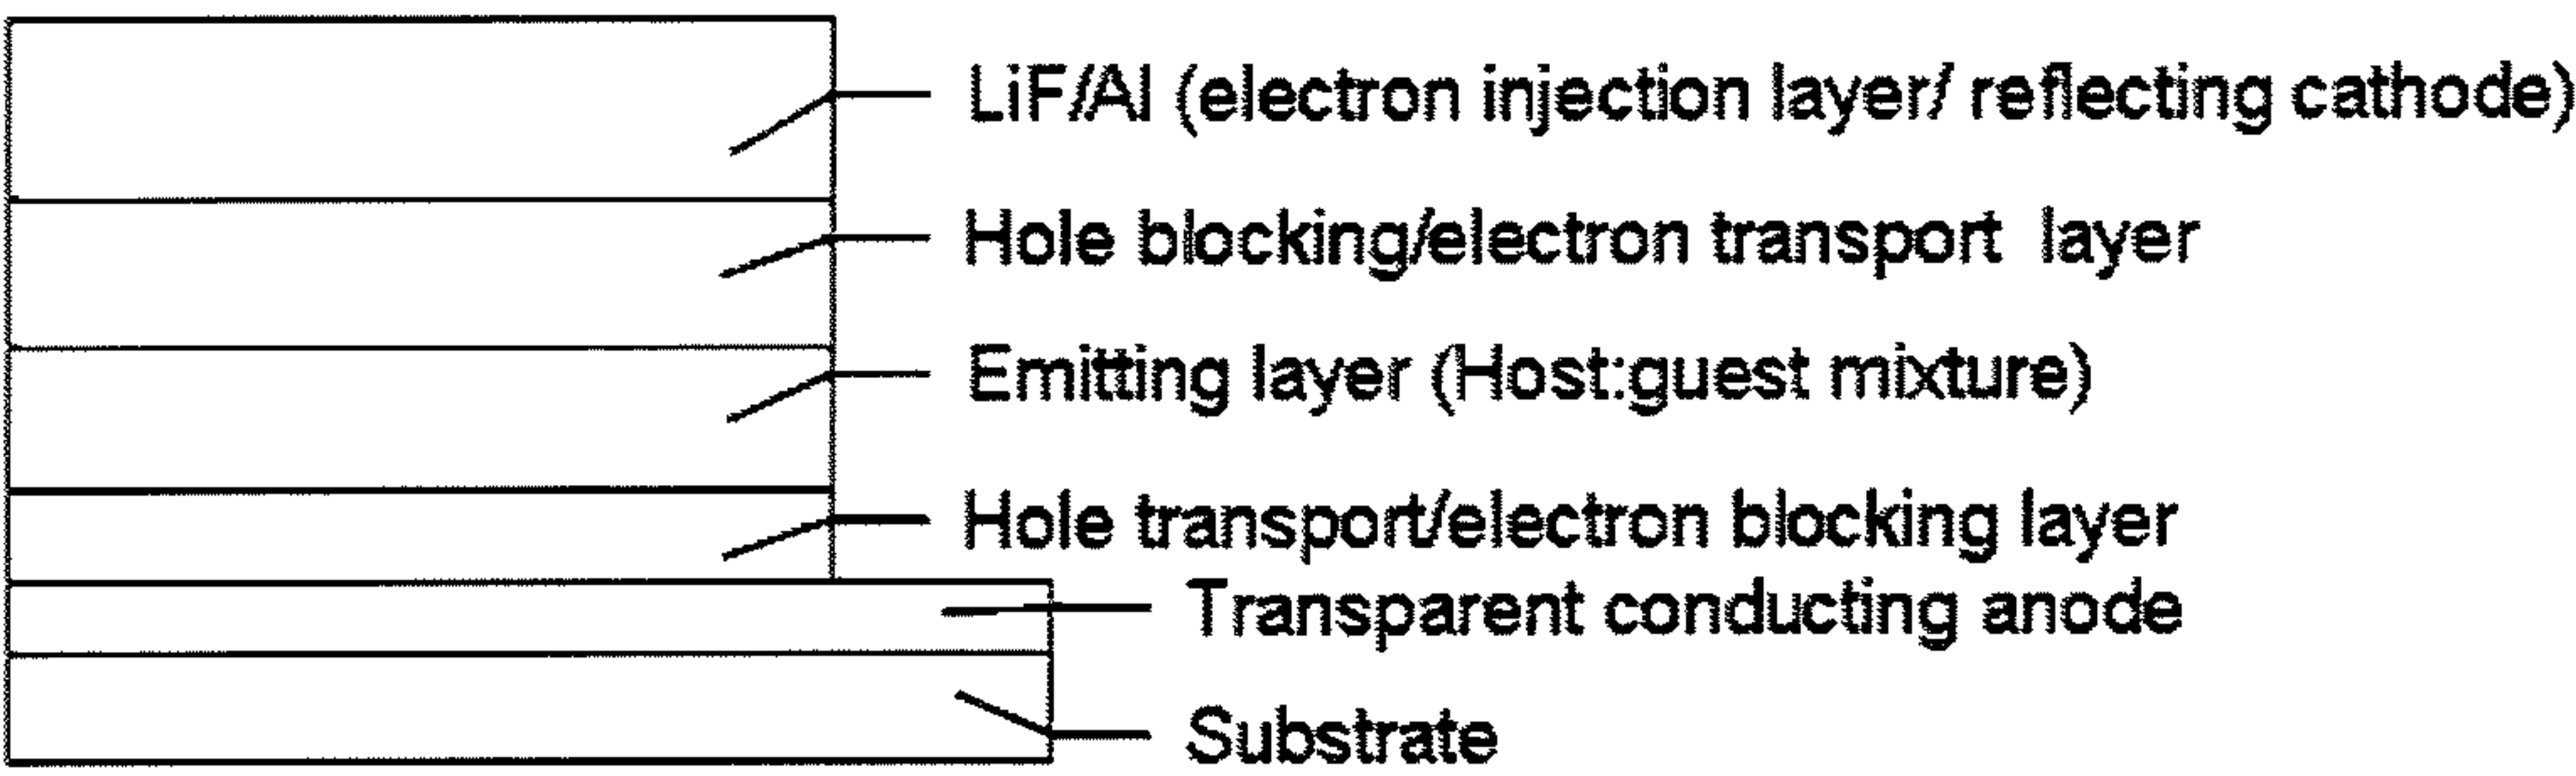 LiF/Al (electron injection layer/ reflecting cathode)
Hole blocking/electron transport layer
Emitting layer (Host:guest mixture)
Hole transport/electron blocking layer
Transparent conducting anode
Substrate